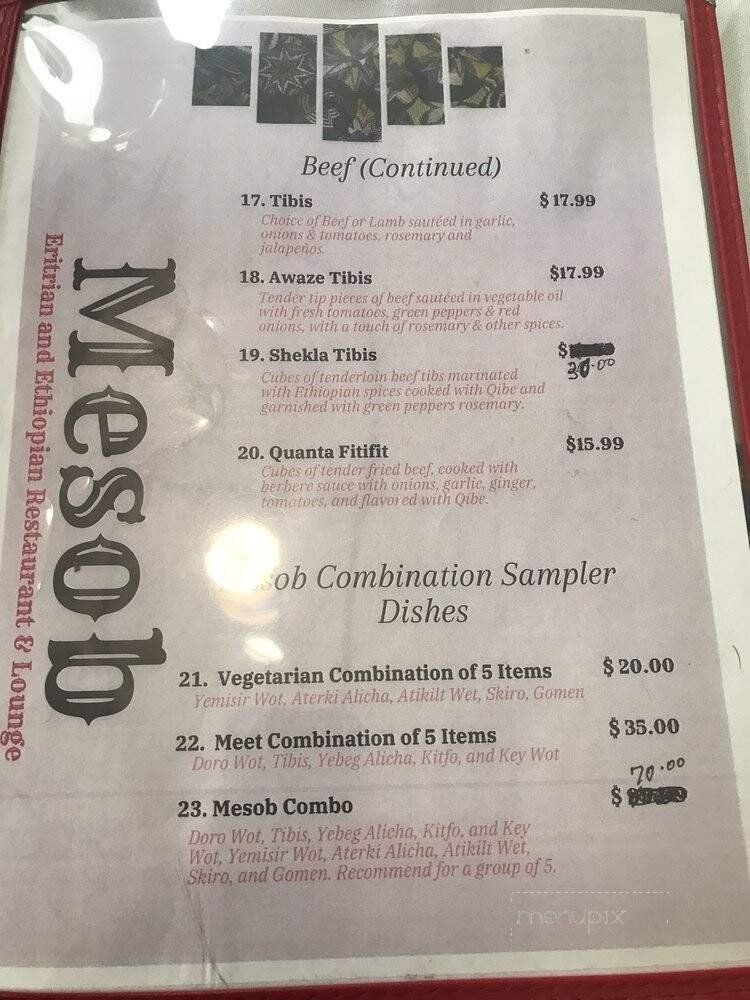 Beef (Continued)
17. Tibis $ 17.99
Choice of Beef or Lamb sautéed in garlic,
onions & tomatoes, rosemary and
jalapeños.
18. Awaze Tibis $17.99
Tender tip pieces of beef sautéed in vegetable oil
with fresh tomatoes, green peppers & red
onions, with a touch of rosemary & other spices.
19. Shekla Tibis $
30.00
Cubes of tenderloin beef tibs marinated
with Ethiopian spices cooked with Qibe and
garnished with green peppers rosemary.
20. Quanta Fitifit $15.99
Cubes of tender fried beef, cooked with
berbere sauce with onions, garlic, ginger,
tomatoes, and flavored with Qibe.
Mesob Combination Sampler
Dishes
21. Vegetarian Combination of 5 Items $ 20.00
Yemisir Wot, Aterki Alicha, Atikilt Wet, Skiro, Gomen
22. Meet Combination of 5 Items $ 35.00
Doro Wot, Tibis, Yebeg Alicha, Kitfo, and Key Wot
70.00
23. Mesob Combo $
Doro Wot, Tibis, Yebeg Alicha, Kitfo, and Key
Wot, Yemisir Wot, Aterki Alicha, Atikilt Wet,
Skiro, and Gomen. Recommend for a group of 5.
Mesob
Eritrian and Ethiopian Restaurant & Lounge
menupix